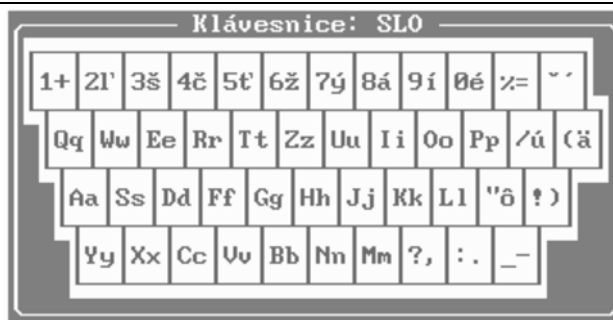 Klávesnice: SLO
1+ 2ľ 3š 4č 5ť 6ž 7ý 8á 9í 0é %= ˇ´
Qq Ww Ee Rr Tt Zz Uu Ii Oo Pp /ú (ä
Aa Ss Dd Ff Gg Hh Jj Kk Ll "ô !)
Yy Xx Cc Vv Bb Nn Mm ?, :. _-